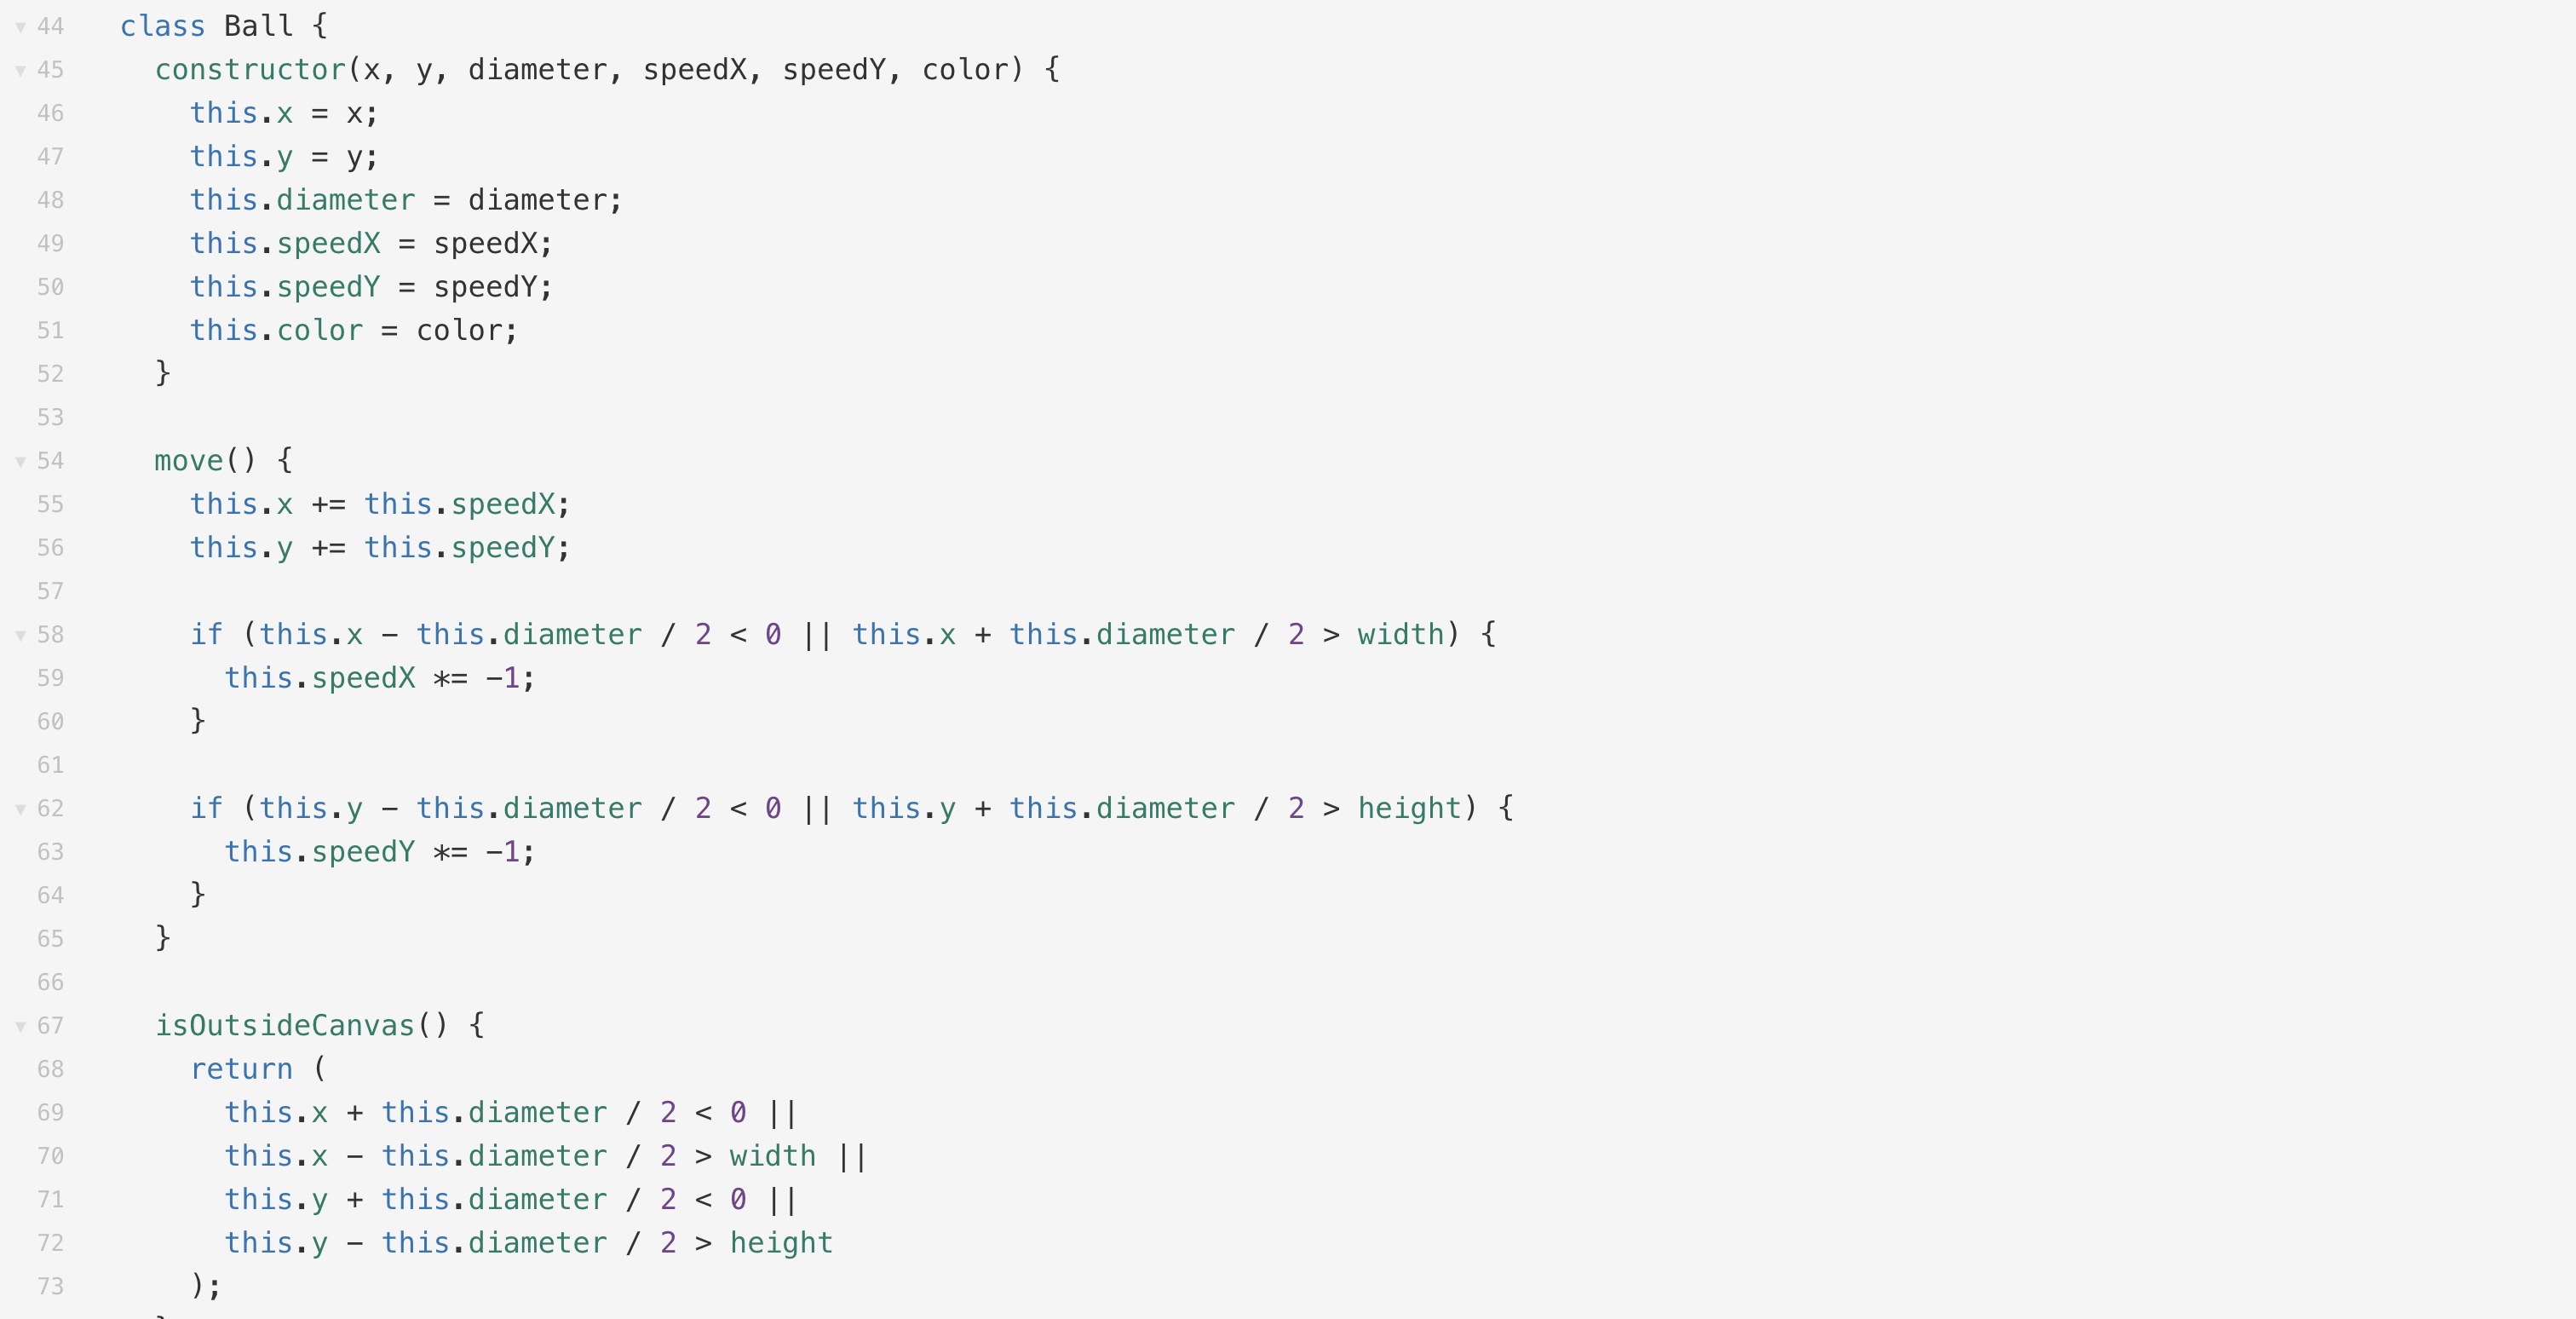 44 class Ball {
45 constructor(x, y, diameter, speedX, speedY, color) {
46 this.x = x;
47 this.y = y;
48 this.diameter = diameter;
49 this.speedX = speedX;
50 this.speedY = speedY;
51 this.color = color;
52 }
53
54 move() {
55 this.x += this.speedX;
56 this.y += this.speedY;
57
58 if (this.x - this.diameter / 2 < 0 || this.x + this.diameter / 2 > width) {
59 this.speedX *= -1;
60 }
61
62 if (this.y - this.diameter / 2 < 0 || this.y + this.diameter / 2 > height) {
63 this.speedY *= -1;
64 }
65 }
66
67 isOutsideCanvas() {
68 return (
69 this.x + this.diameter / 2 < 0 ||
70 this.x - this.diameter / 2 > width ||
71 this.y + this.diameter / 2 < 0 ||
72 this.y - this.diameter / 2 > height
73 );